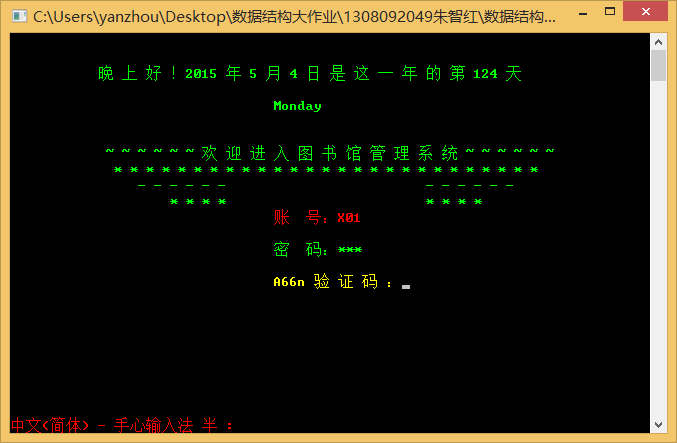 C:\Users\yanzhou\Desktop\数据结构大作业\1308092049朱智红\数据结构...
晚 上 好 ! 2015 年 5 月 4 日 是 这 一 年 的 第 124 天
Monday
~ ~ ~ ~ ~ ~ 欢 迎 进 入 图 书 馆 管 理 系 统 ~ ~ ~ ~ ~ ~
* * * * * * * * * * * * * * * * * * * * * * * * * * *
- - - - - - - - - - - -
* * * * * * * *
账 号: X01
密 码: ***
A66n 验 证 码 :
中文(简体) - 手心输入法 半 :